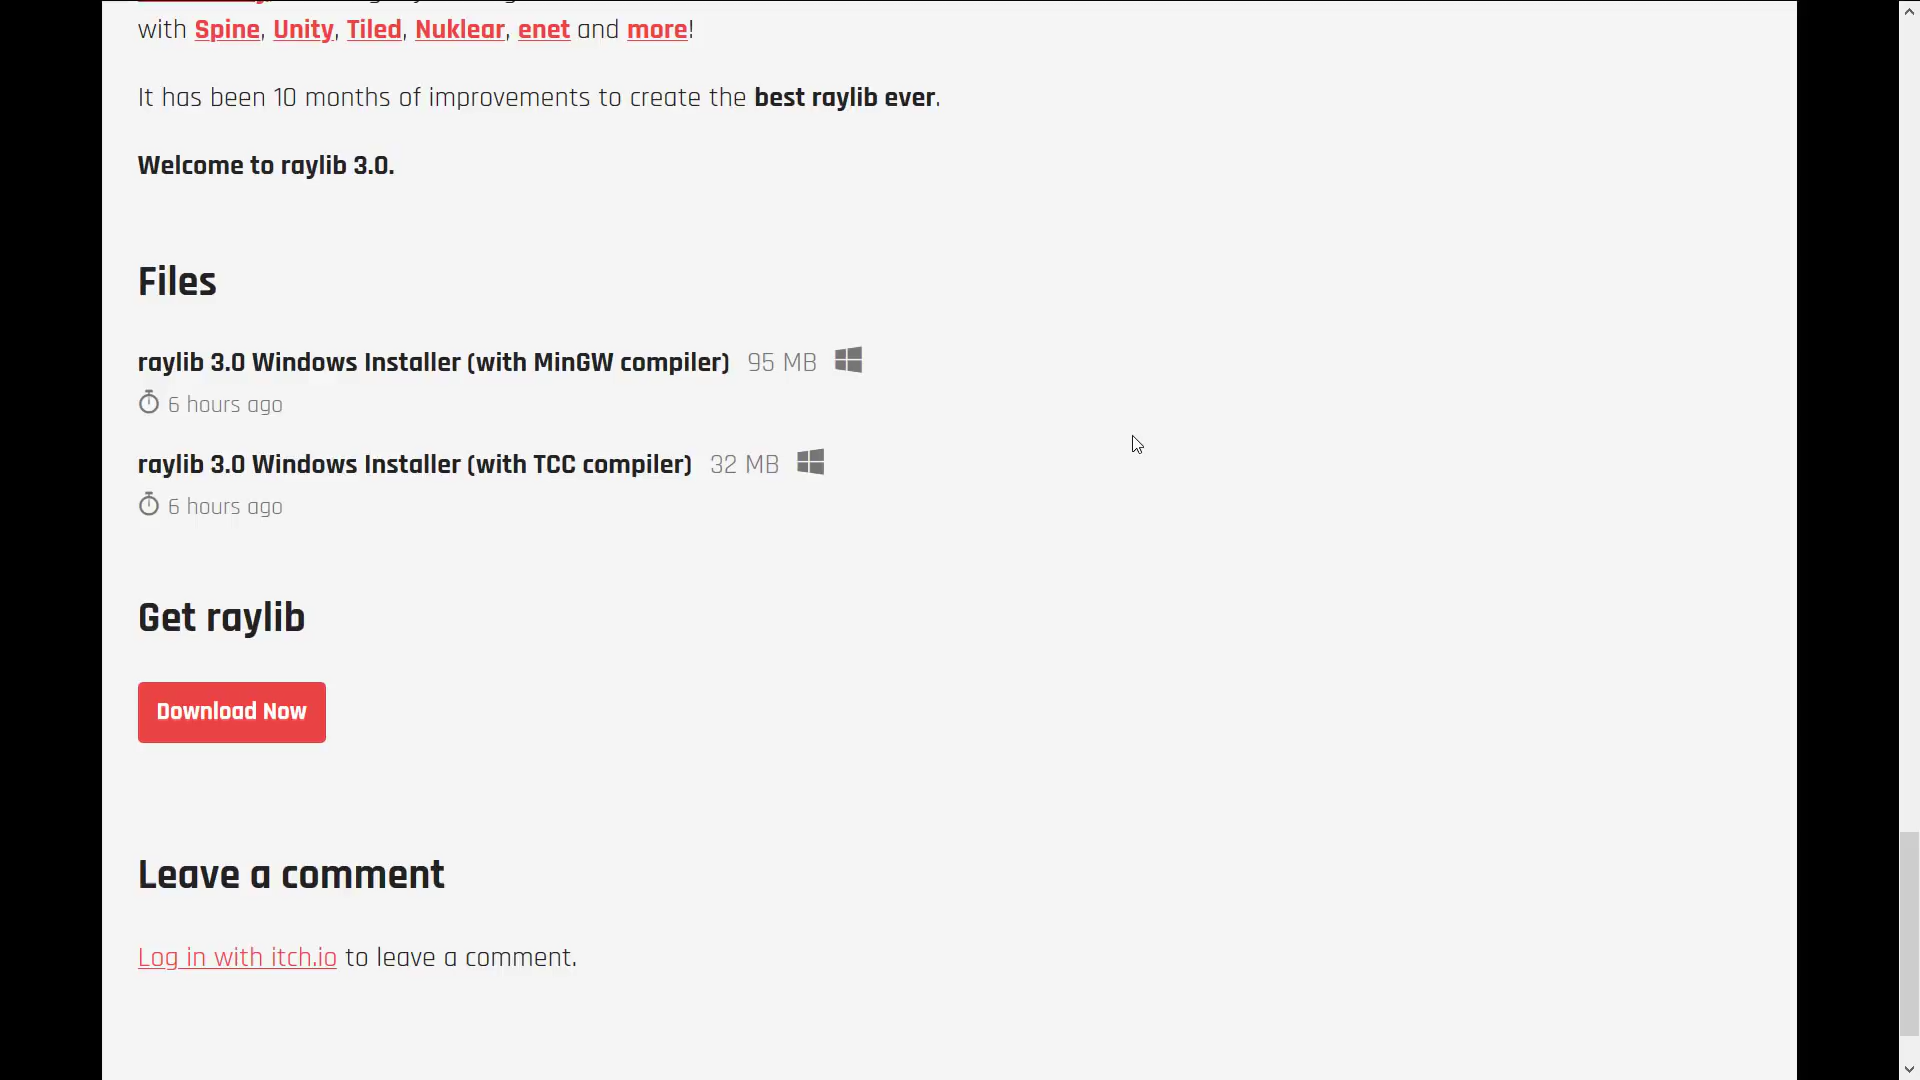 with Spine, Unity, Tiled, Nuklear, enet and more!
It has been 10 months of improvements to create the best raylib ever.
Welcome to raylib 3.0.
Files
raylib 3.0 Windows Installer (with MinGW compiler) 95 MB
6 hours ago
raylib 3.0 Windows Installer (with TCC compiler) 32 MB
6 hours ago
Get raylib
Download Now
Leave a comment
Log in with itch.io to leave a comment.